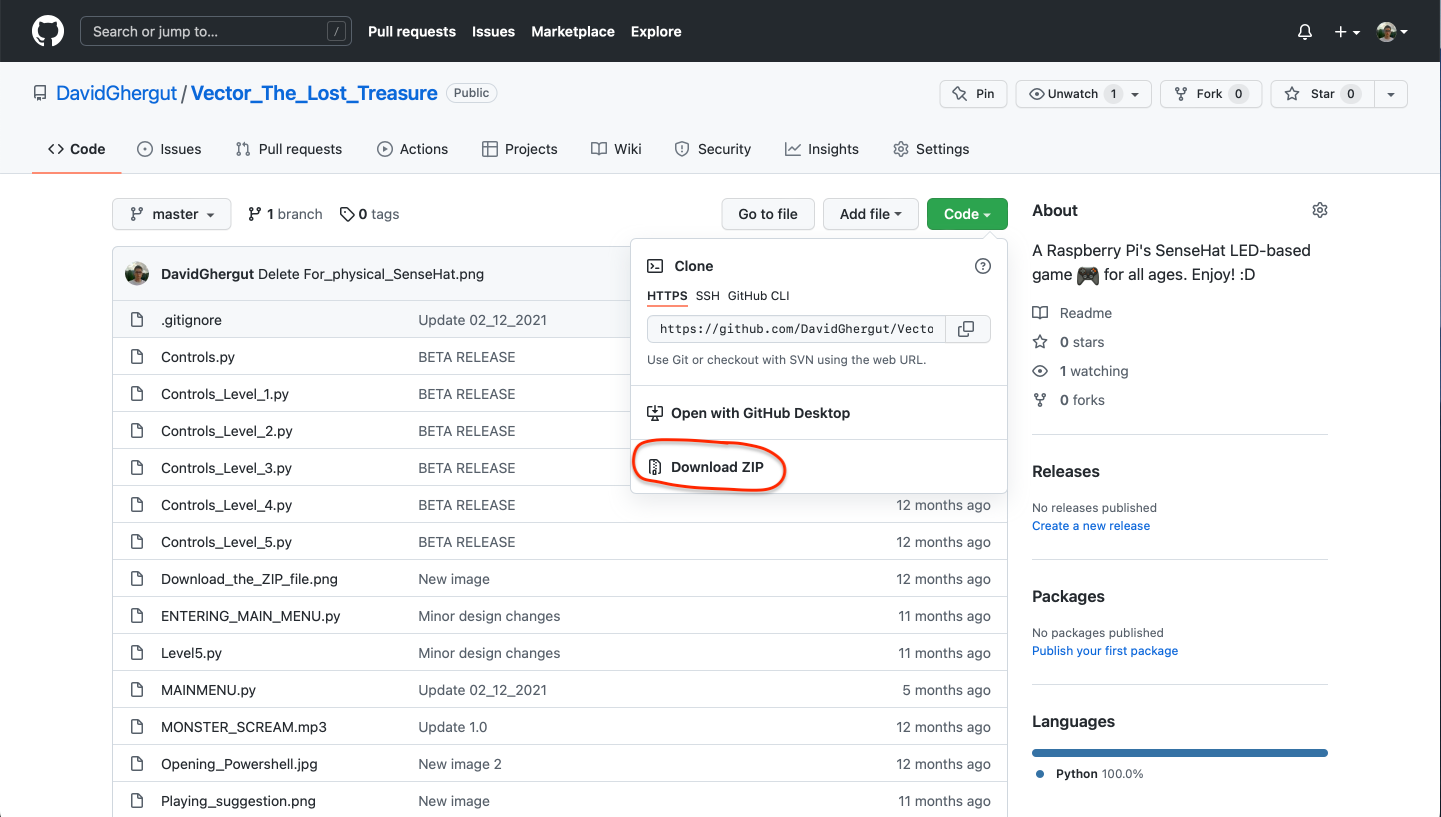 Search or jump to... /
Pull requests Issues Marketplace Explore
DavidGhergut / Vector_The_Lost_Treasure Public
Pin Unwatch 1 Fork 0 Star 0
Code Issues Pull requests Actions Projects Wiki Security Insights Settings
master 1 branch 0 tags Go to file Add file Code
DavidGhergut Delete For_physical_SenseHat.png
.gitignore Update 02_12_2021
Controls.py BETA RELEASE
Controls_Level_1.py BETA RELEASE
Controls_Level_2.py BETA RELEASE
Controls_Level_3.py BETA RELEASE
Controls_Level_4.py BETA RELEASE 12 months ago
Controls_Level_5.py BETA RELEASE 12 months ago
Download_the_ZIP_file.png New image 12 months ago
ENTERING_MAIN_MENU.py Minor design changes 11 months ago
Level5.py Minor design changes 11 months ago
MAINMENU.py Update 02_12_2021 5 months ago
MONSTER_SCREAM.mp3 Update 1.0 12 months ago
Opening_Powershell.jpg New image 2 12 months ago
Playing_suggestion.png New image 11 months ago
Clone
HTTPS SSH GitHub CLI
https://github.com/DavidGhergut/Vecto
Use Git or checkout with SVN using the web URL.
Open with GitHub Desktop
Download ZIP
About
A Raspberry Pi's SenseHat LED-based
game 🎮 for all ages. Enjoy! :D
Readme
0 stars
1 watching
0 forks
Releases
No releases published
Create a new release
Packages
No packages published
Publish your first package
Languages
Python 100.0%